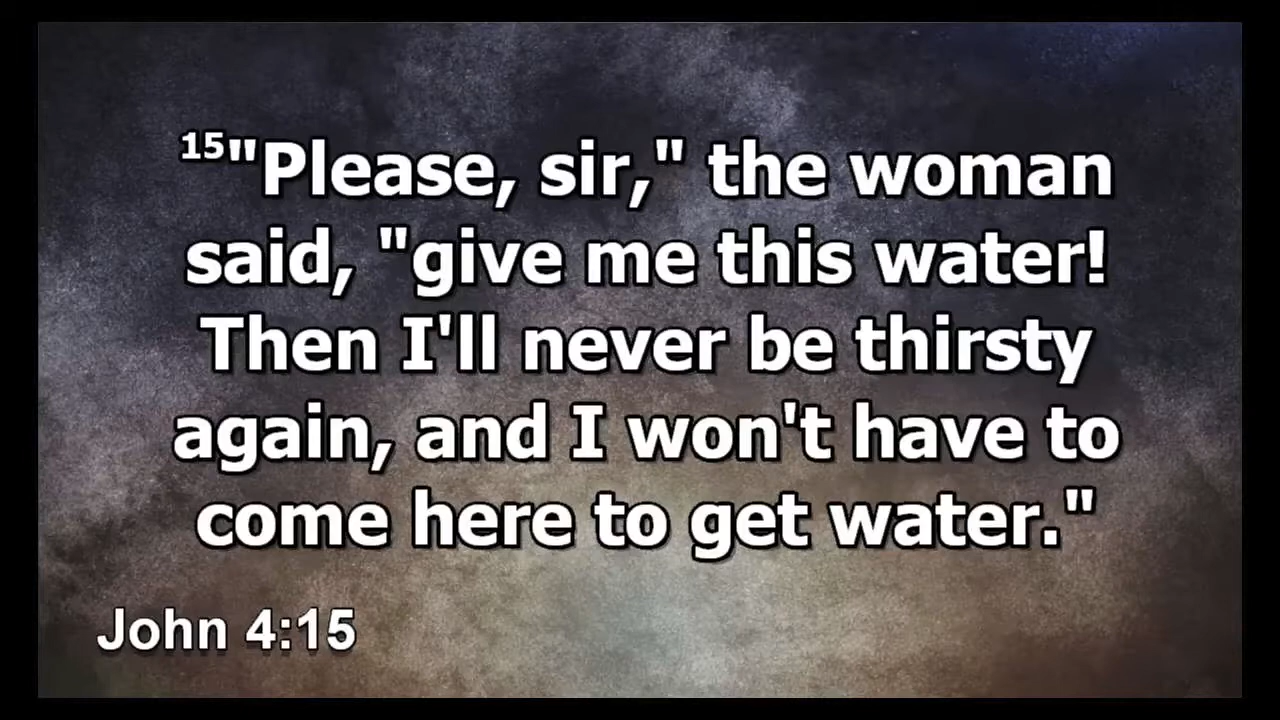 15"Please, sir," the woman
said, "give me this water!
Then I'll never be thirsty
again, and I won't have to
come here to get water."
John 4:15